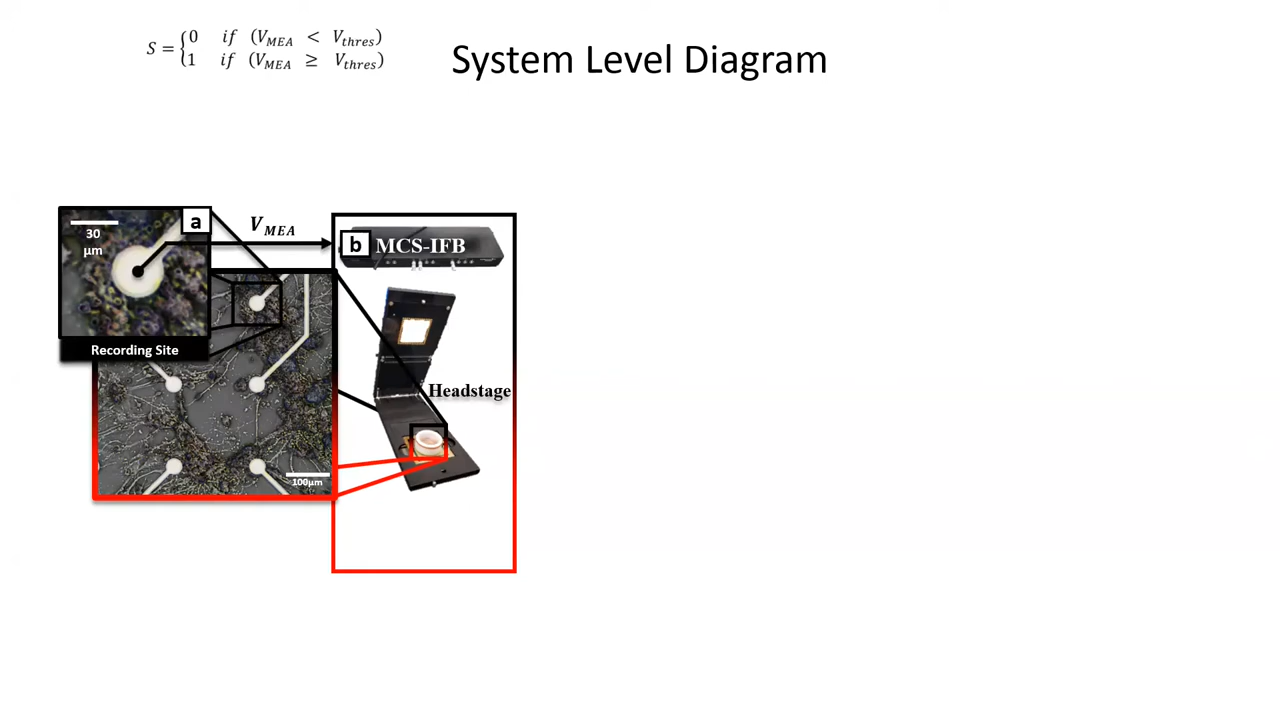 S = {0 if (V_MEA < V_thres)
1 if (V_MEA ≥ V_thres)
System Level Diagram
a
30
µm
Recording Site
V_MEA
b
MCS-IFB
Headstage
100µm